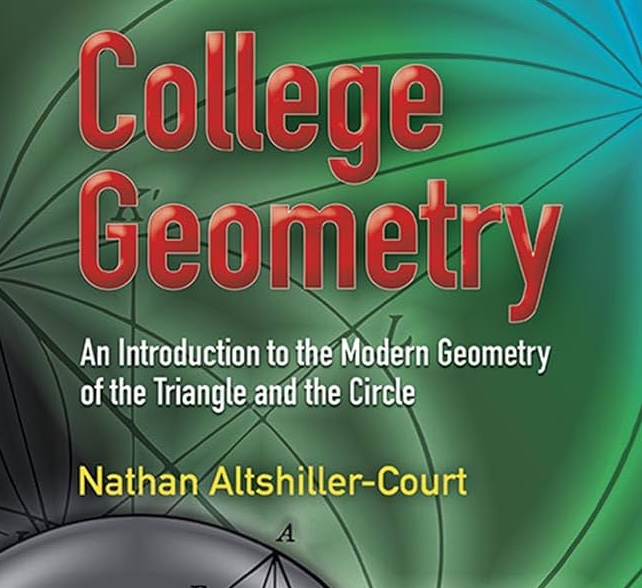 College
Geometry
K'
L
An Introduction to the Modern Geometry
of the Triangle and the Circle
Nathan Altshiller-Court
A